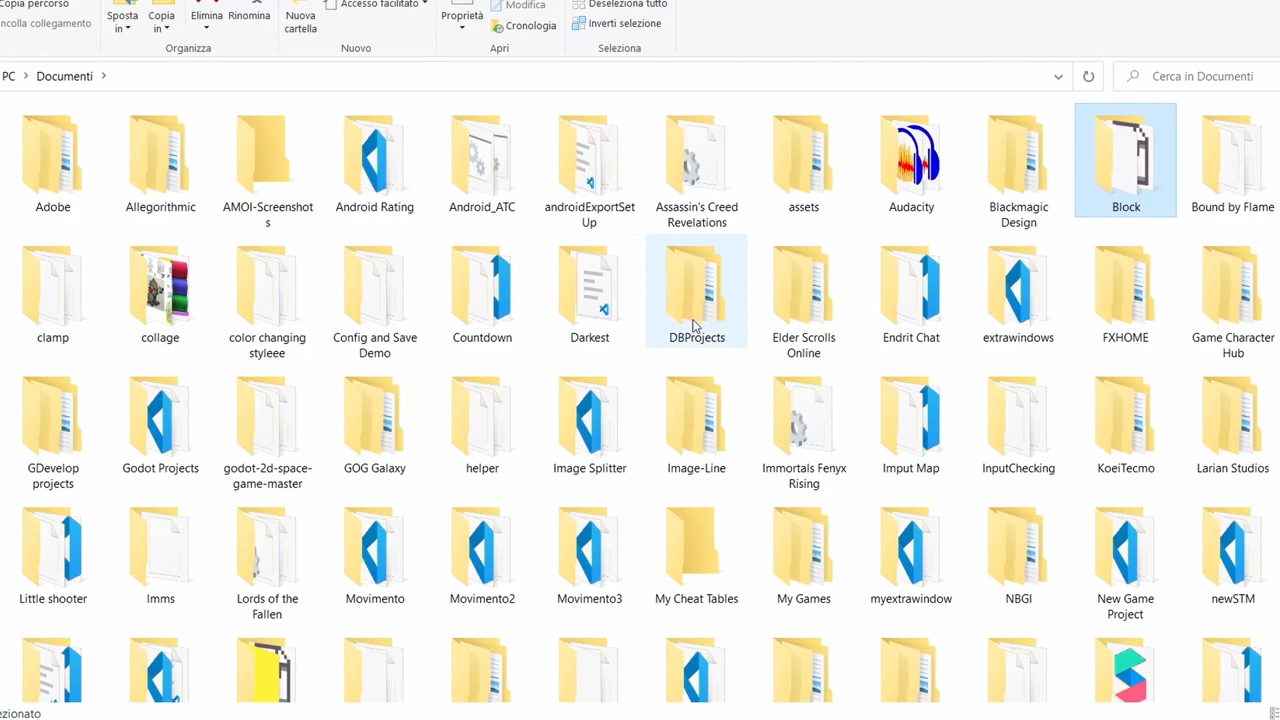 Copia percorso
ncolla collegamento
Sposta
in
Copia
in
Elimina
Rinomina
Organizza
Nuova
cartella
Accesso facilitato
Nuovo
Proprietà
Modifica
Cronologia
Apri
Deseleziona tutto
Inverti selezione
Seleziona
PC
Documenti
Cerca in Documenti
Adobe
Allegorithmic
AMOI-Screenshot
s
Android Rating
Android_ATC
androidExportSet
Up
Assassin's Creed
Revelations
assets
Audacity
Blackmagic
Design
Block
Bound by Flame
clamp
collage
color changing
styleee
Config and Save
Demo
Countdown
Darkest
DBProjects
Elder Scrolls
Online
Endrit Chat
extrawindows
FXHOME
Game Character
Hub
GDevelop
projects
Godot Projects
godot-2d-space-
game-master
GOG Galaxy
helper
Image Splitter
Image-Line
Immortals Fenyx
Rising
Imput Map
InputChecking
KoeiTecmo
Larian Studios
Little shooter
lmms
Lords of the
Fallen
Movimento
Movimento2
Movimento3
My Cheat Tables
My Games
myextrawindow
NBGI
New Game
Project
newSTM
ezionato